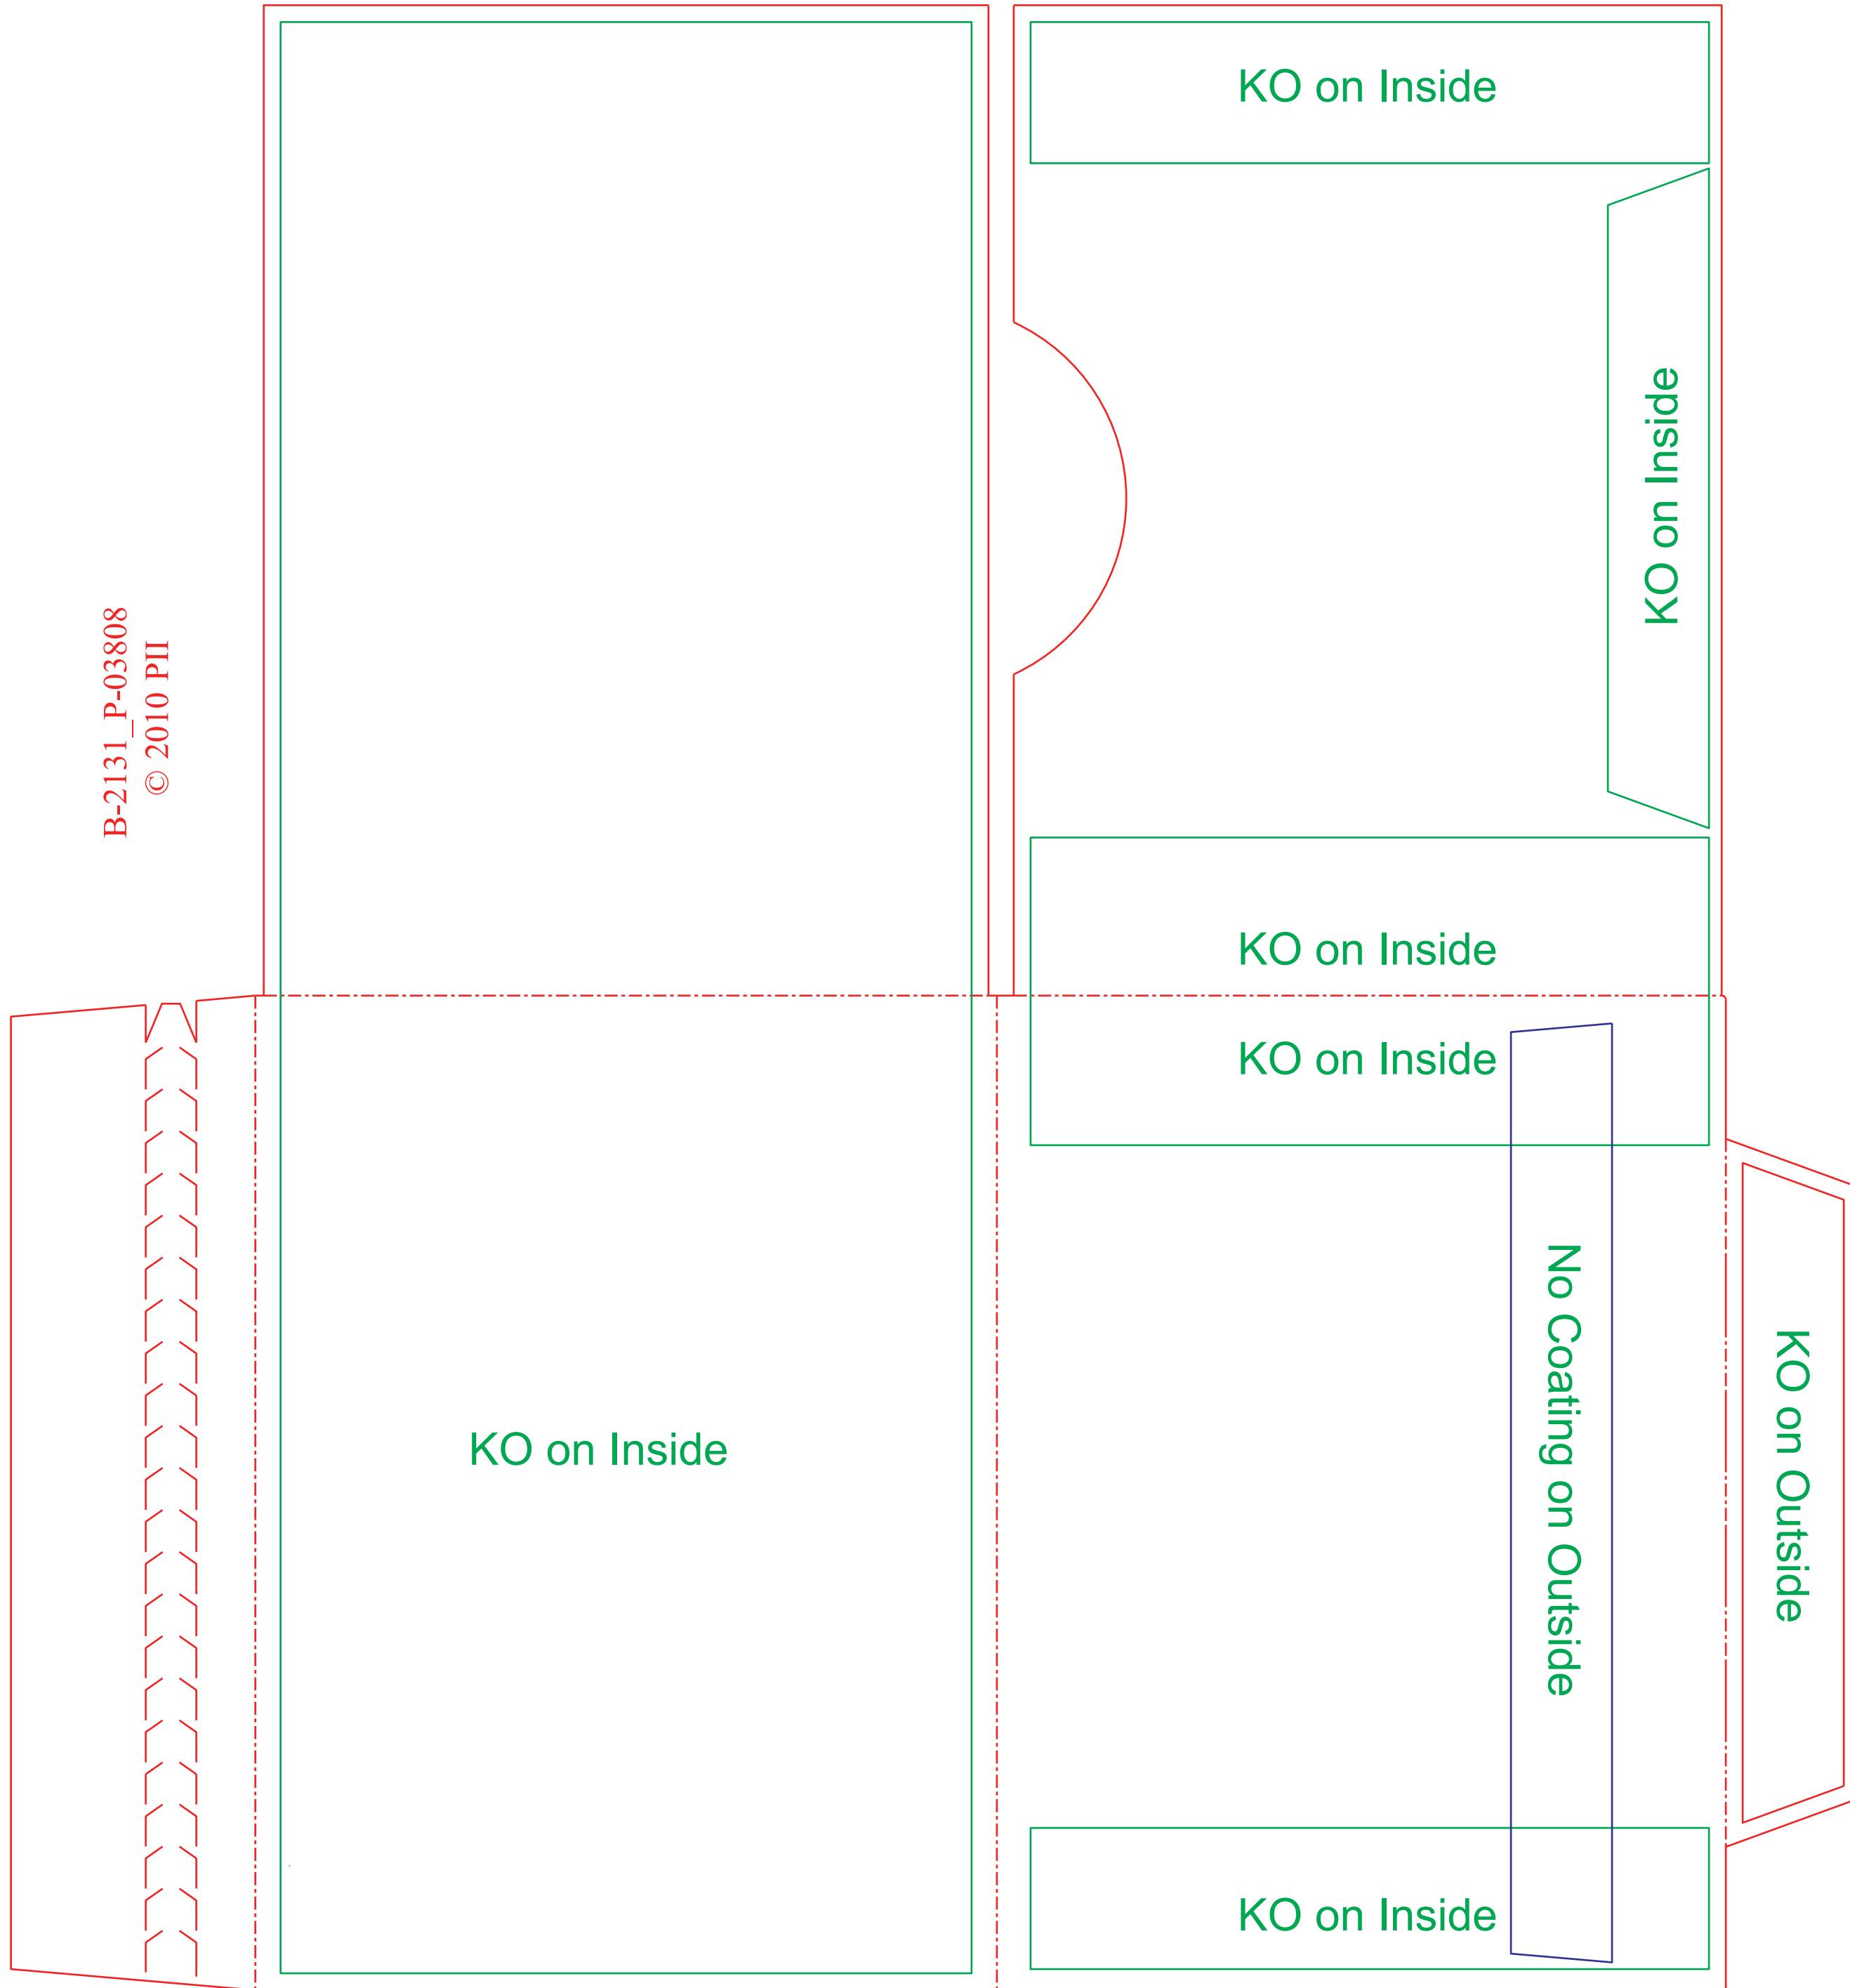 KO on Inside
KO on Inside
B-2131_P-03808
© 2010 PII
KO on Inside
KO on Inside
No Coating on Outside
KO on Outside
KO on Inside
KO on Inside